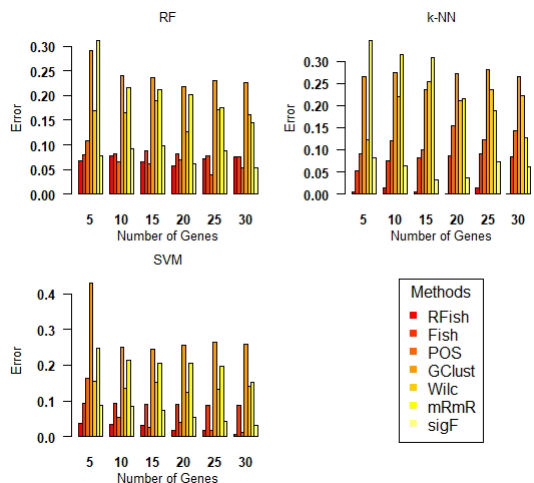 RF
0.30
0.25
0.20
0.15
0.10
0.05
0.00
Error
5 10 15 20 25 30
Number of Genes
k-NN
0.30
0.25
0.20
0.15
0.10
0.05
0.00
Error
5 10 15 20 25 30
Number of Genes
SVM
0.4
0.3
0.2
0.1
0.0
Error
5 10 15 20 25 30
Number of Genes
Methods
RFish
Fish
POS
GClust
Wilc
mRmR
sigF